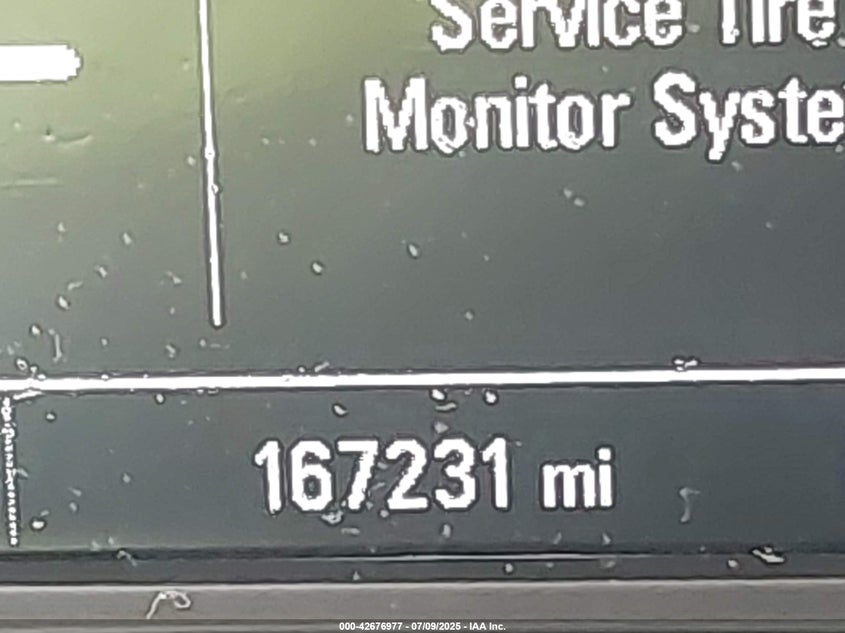 Service Tire
Monitor Syste
167231 mi
000-42676977 - 07/09/2025 - IAA Inc.